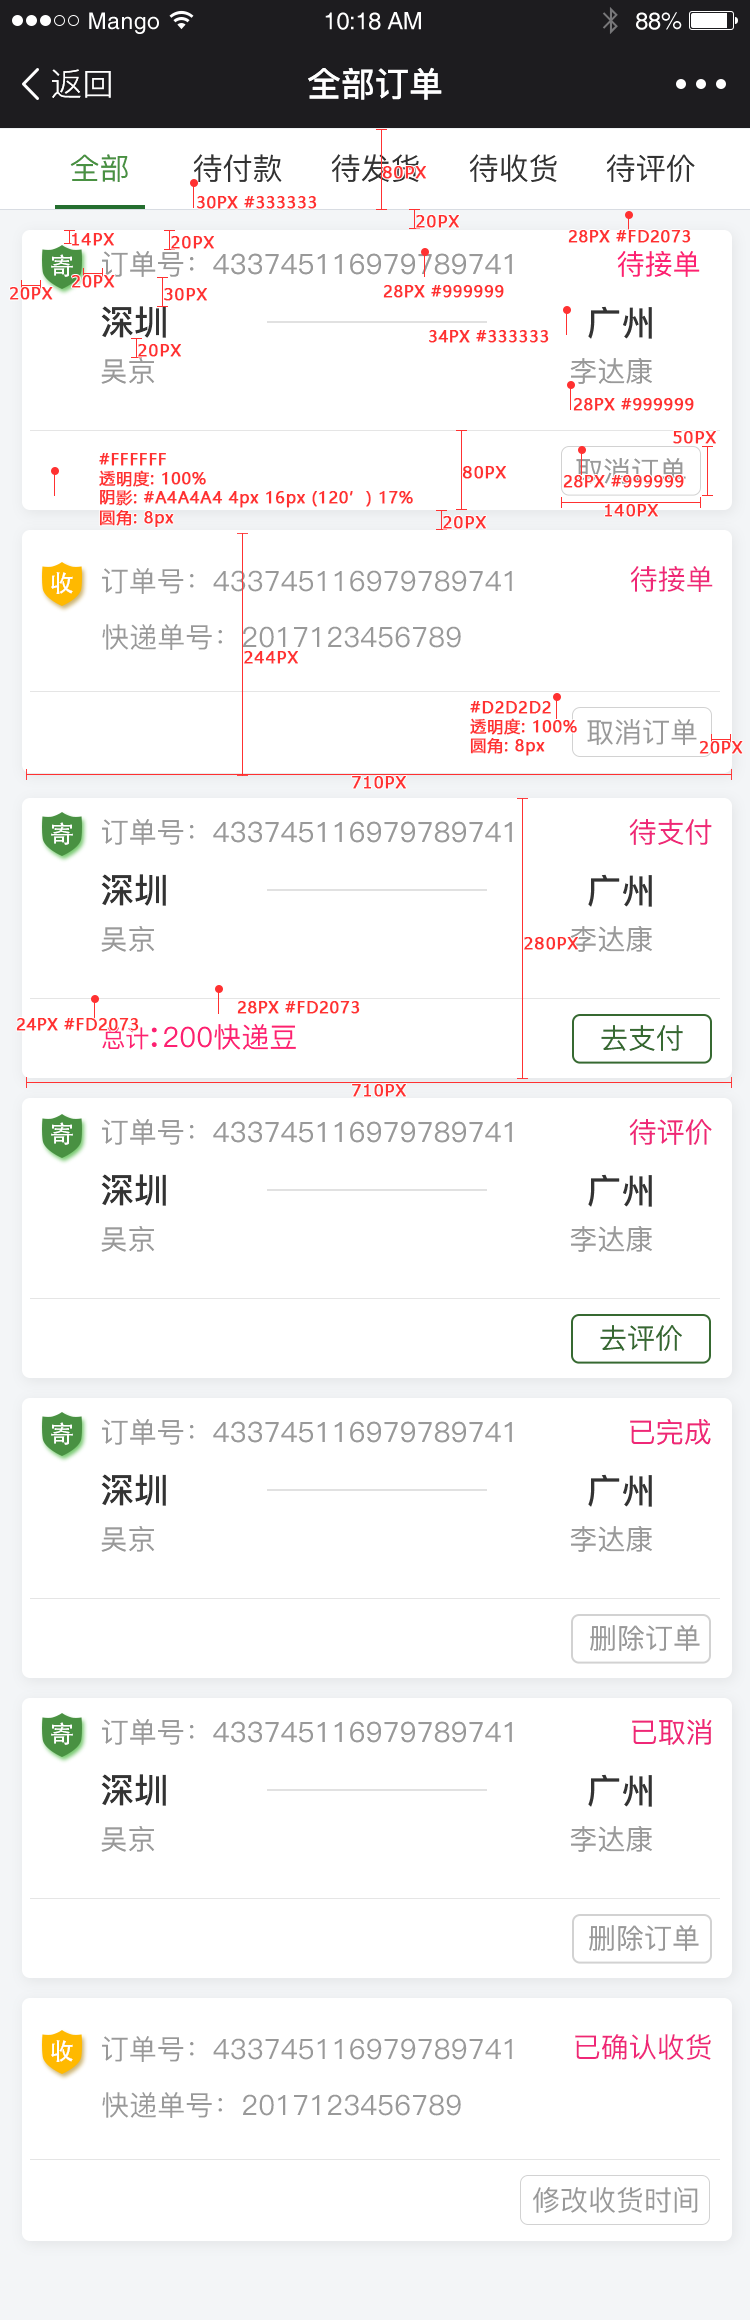 Mango 10:18 AM 88%
返回 全部订单
全部 待付款 待发货 待收货 待评价
80PX
30PX #333333
20PX
28PX #FD2073
14PX
20PX
寄 订单号：433745116979789741 待接单
20PX
20PX
30PX
28PX #999999
深圳 广州
34PX #333333
20PX
吴京 李达康
28PX #999999
50PX
#FFFFFF
透明度: 100%
阴影: #A4A4A4 4px 16px (120′) 17%
圆角: 8px
80PX
取消订单
28PX #999999
140PX
20PX
收 订单号：433745116979789741 待接单
快递单号：2017123456789
244PX
#D2D2D2
透明度: 100%
圆角: 8px
取消订单
20PX
710PX
寄 订单号：433745116979789741 待支付
深圳 广州
吴京 李达康
280PX
28PX #FD2073
24PX #FD2073
总计:200快递豆 去支付
710PX
寄 订单号：433745116979789741 待评价
深圳 广州
吴京 李达康
去评价
寄 订单号：433745116979789741 已完成
深圳 广州
吴京 李达康
删除订单
寄 订单号：433745116979789741 已取消
深圳 广州
吴京 李达康
删除订单
收 订单号：433745116979789741 已确认收货
快递单号：2017123456789
修改收货时间